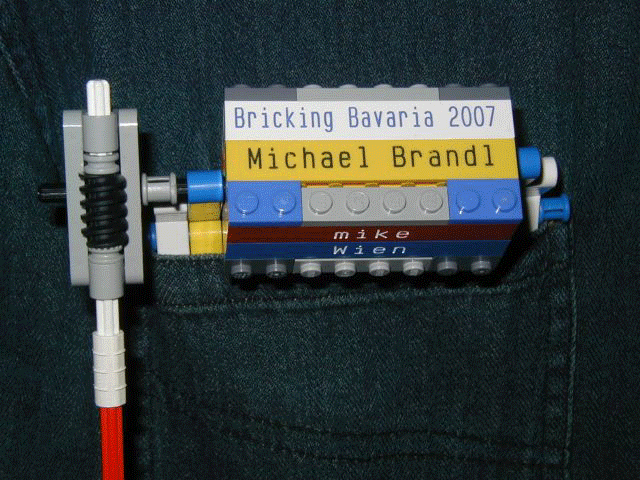 Bricking Bavaria 2007
Michael Brandl
mike
Wien